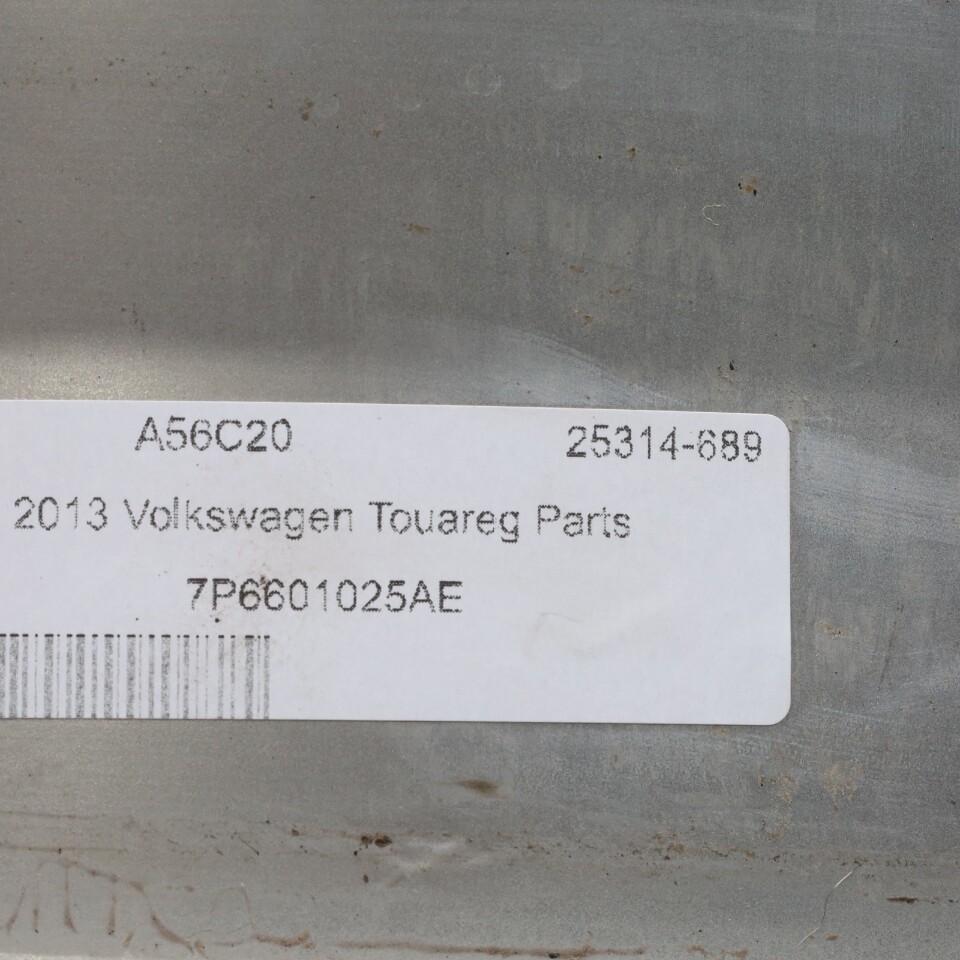 A56C20 25314-689
2013 Volkswagen Touareg Parts
7P6601025AE